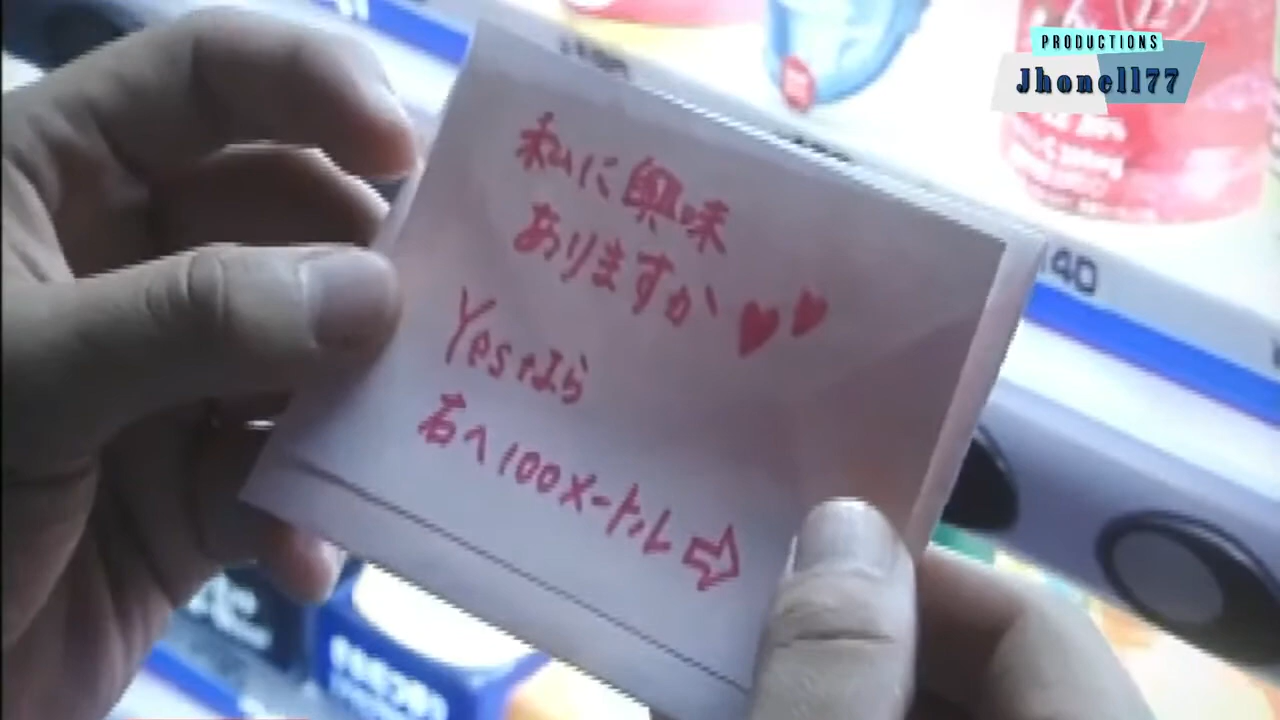 PRODUCTIONS
Jhonell77
私に興味
ありますか♥♥
Yesなら
右へ100メートル⇨
140